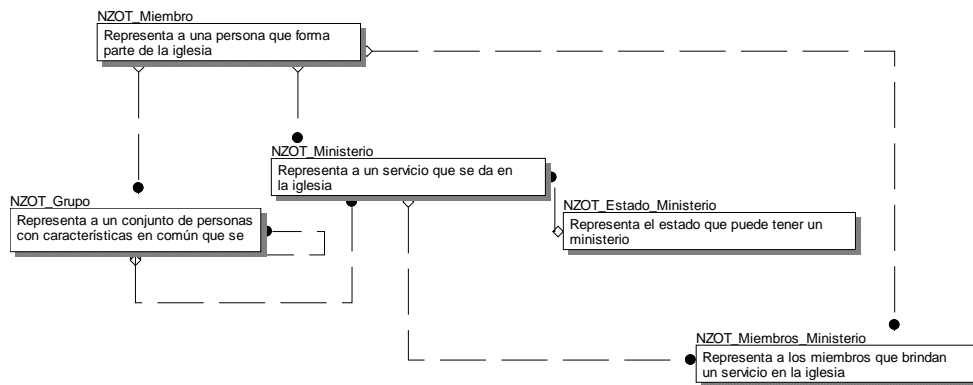 NZOT_Miembro
Representa a una persona que forma
parte de la iglesia
NZOT_Ministerio
Representa a un servicio que se da en
la iglesia
NZOT_Grupo
Representa a un conjunto de personas
con características en común que se
NZOT_Estado_Ministerio
Representa el estado que puede tener un
ministerio
NZOT_Miembros_Ministerio
Representa a los miembros que brindan
un servicio en la iglesia